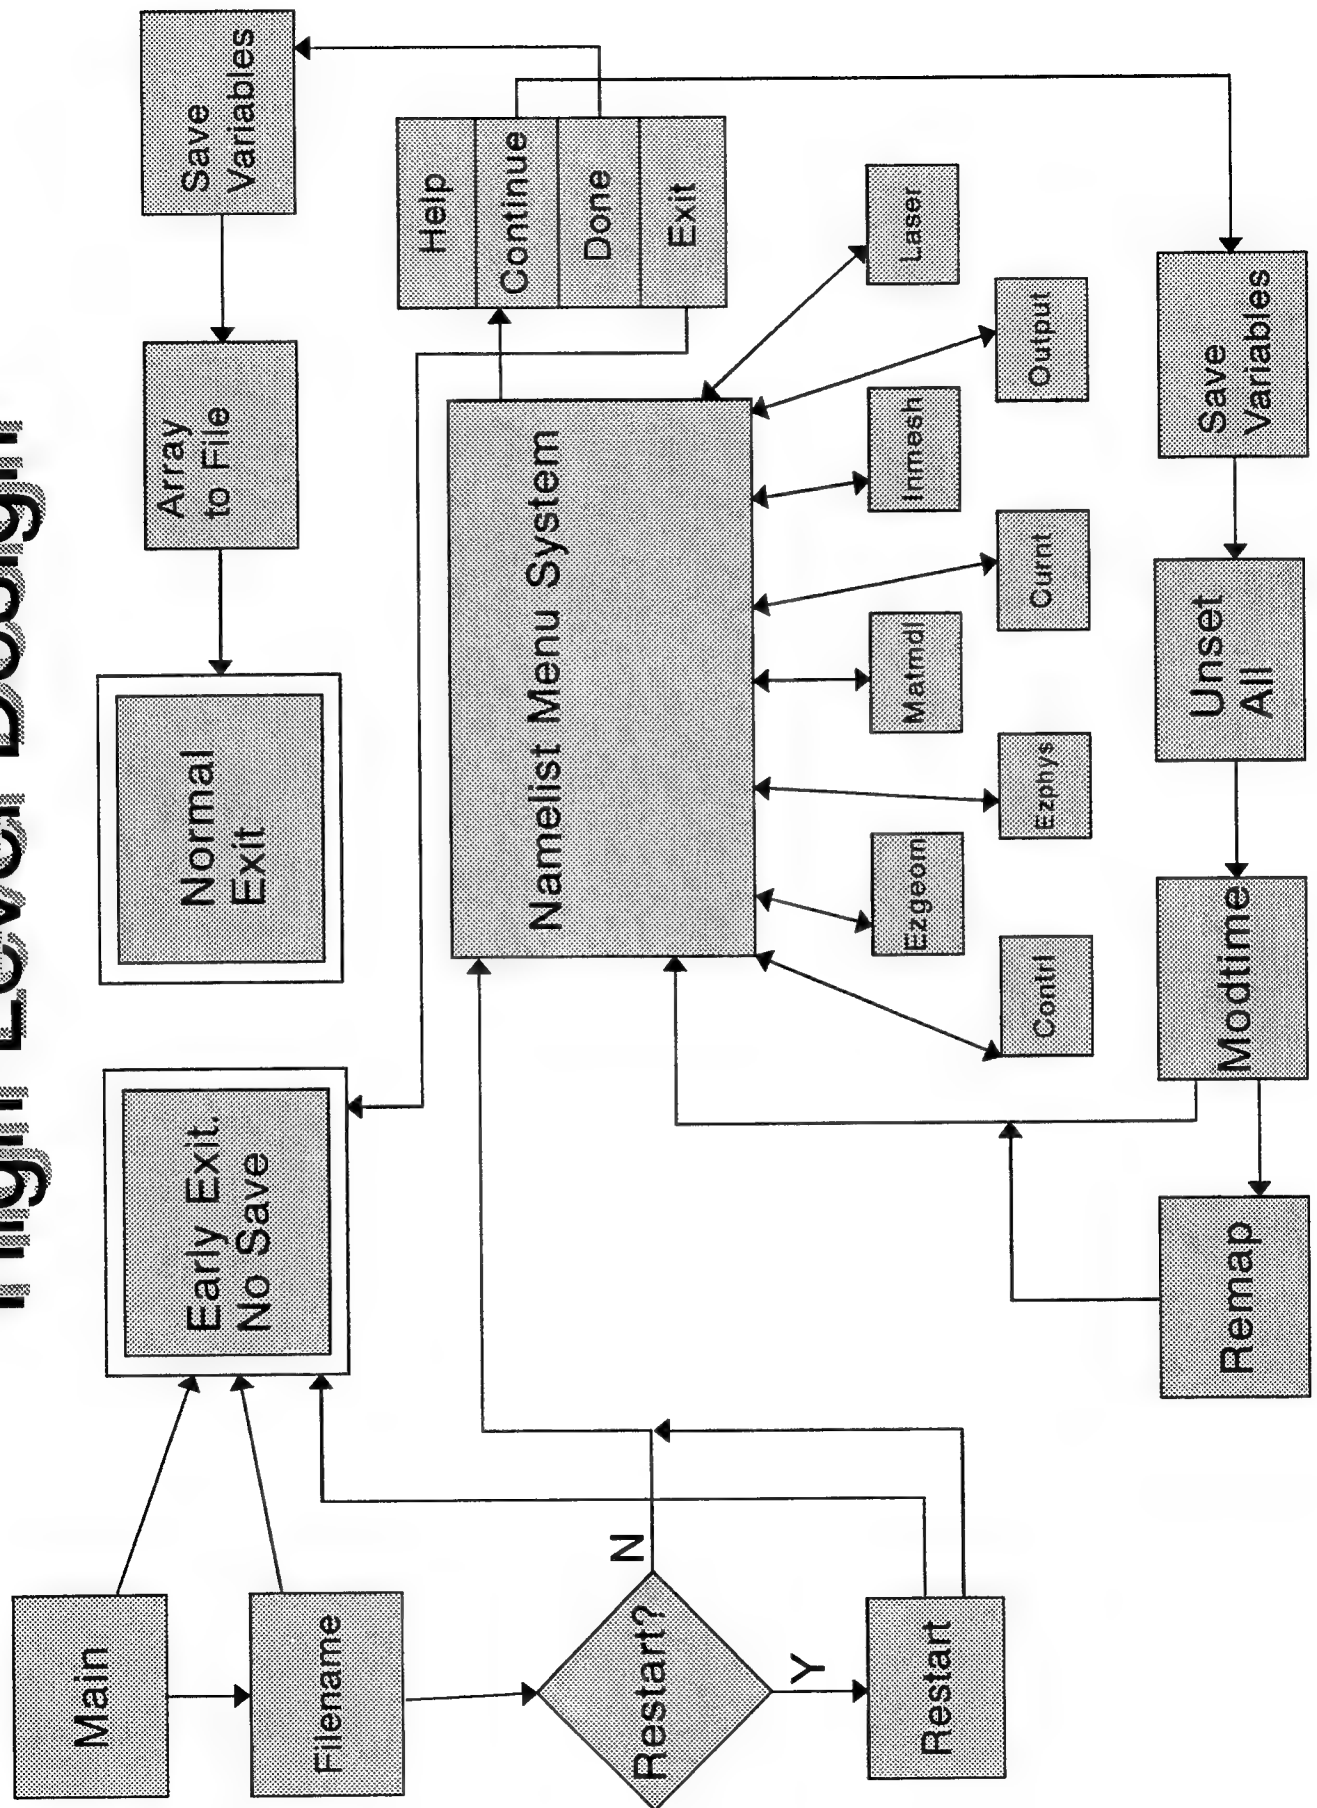 High Level Design
Main
Early Exit.
No Save
Normal
Exit
Array
to File
Save
Variables
Filename
Restart?
N
Y
Restart
Namelist Menu System
Help
Continue
Done
Exit
Contrl
Ezgeom
Ezphys
Matmdl
Curnt
Inmesh
Output
Laser
Remap
Modtime
Unset
All
Save
Variables